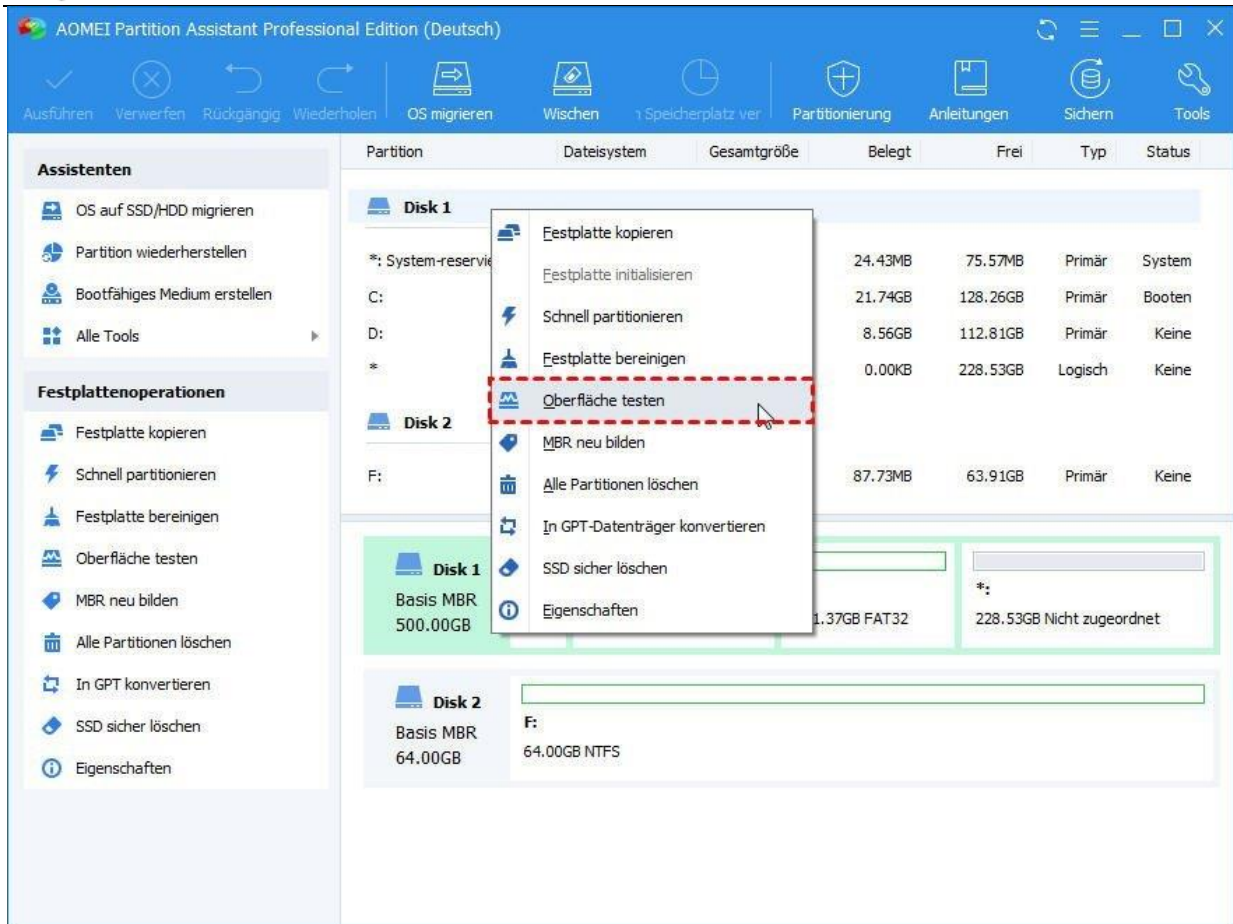 AOMEI Partition Assistant Professional Edition (Deutsch)
Ausführen Verwerfen Rückgängig Wiederholen OS migrieren Wischen Speicherplatz ver Partitionierung Anleitungen Sichern Tools
Assistenten
OS auf SSD/HDD migrieren
Partition wiederherstellen
Bootfähiges Medium erstellen
Alle Tools
Festplattenoperationen
Festplatte kopieren
Schnell partitionieren
Festplatte bereinigen
Oberfläche testen
MBR neu bilden
Alle Partitionen löschen
In GPT konvertieren
SSD sicher löschen
Eigenschaften
Partition Dateisystem Gesamtgröße Belegt Frei Typ Status
Disk 1
*: System-reservie 24.43MB 75.57MB Primär System
C: 21.74GB 128.26GB Primär Booten
D: 8.56GB 112.81GB Primär Keine
* 0.00KB 228.53GB Logisch Keine
Disk 2
F: 87.73MB 63.91GB Primär Keine
Festplatte kopieren
Festplatte initialisieren
Schnell partitionieren
Festplatte bereinigen
Oberfläche testen
MBR neu bilden
Alle Partitionen löschen
In GPT-Datenträger konvertieren
SSD sicher löschen
Eigenschaften
Disk 1
Basis MBR
500.00GB
1.37GB FAT32
*:
228.53GB Nicht zugeordnet
Disk 2
Basis MBR
64.00GB
F:
64.00GB NTFS